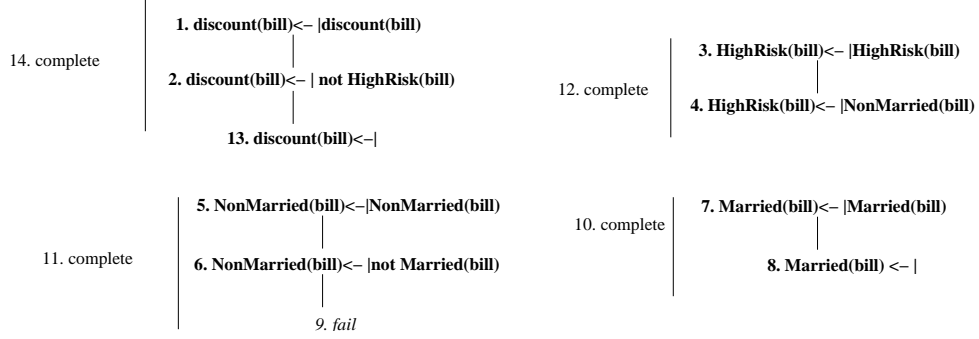 1. discount(bill)<– |discount(bill)
14. complete
2. discount(bill)<– | not HighRisk(bill)
13. discount(bill)<–|
3. HighRisk(bill)<– |HighRisk(bill)
12. complete
4. HighRisk(bill)<– |NonMarried(bill)
5. NonMarried(bill)<–|NonMarried(bill)
11. complete
6. NonMarried(bill)<– |not Married(bill)
9. fail
7. Married(bill)<– |Married(bill)
10. complete
8. Married(bill) <– |